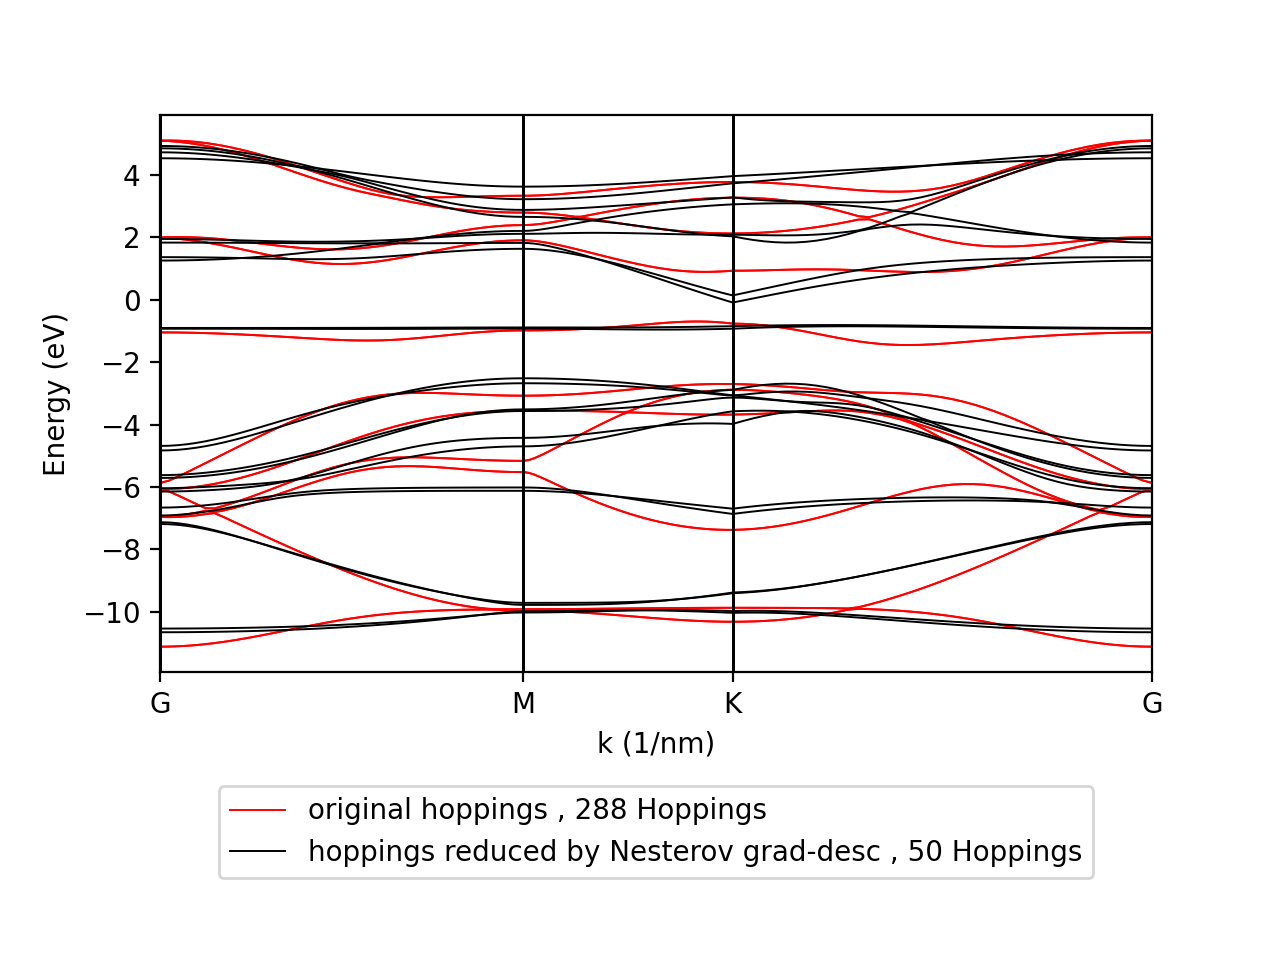 4
2
0
−2
−4
−6
−8
−10
Energy (eV)
G M K G
k (1/nm)
original hoppings , 288 Hoppings
hoppings reduced by Nesterov grad-desc , 50 Hoppings